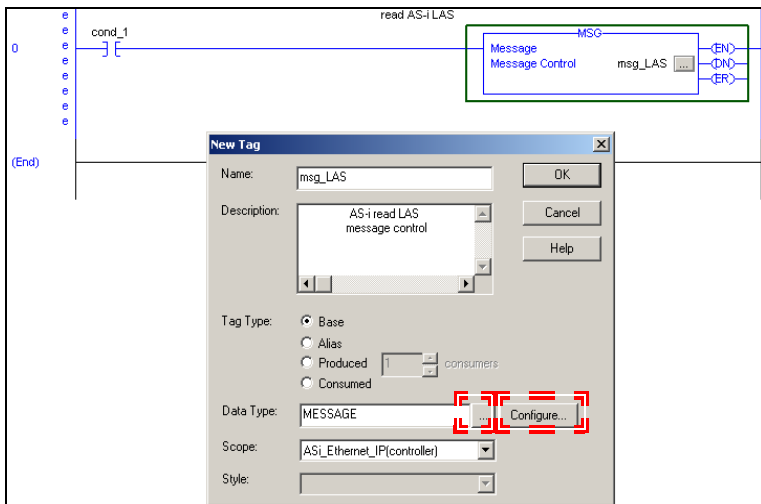 e
read AS-i LAS
e
cond_1
MSG
0
e
Message
(EN)
e
Message Control
msg_LAS
...
(DN)
e
(ER)
e
e
e
(End)
New Tag
Name:
msg_LAS
OK
Description:
AS-i read LAS
message control
Cancel
Help
Tag Type:
Base
Alias
Produced
1
consumers
Consumed
Data Type:
MESSAGE
...
Configure...
Scope:
ASi_Ethernet_IP(controller)
Style: